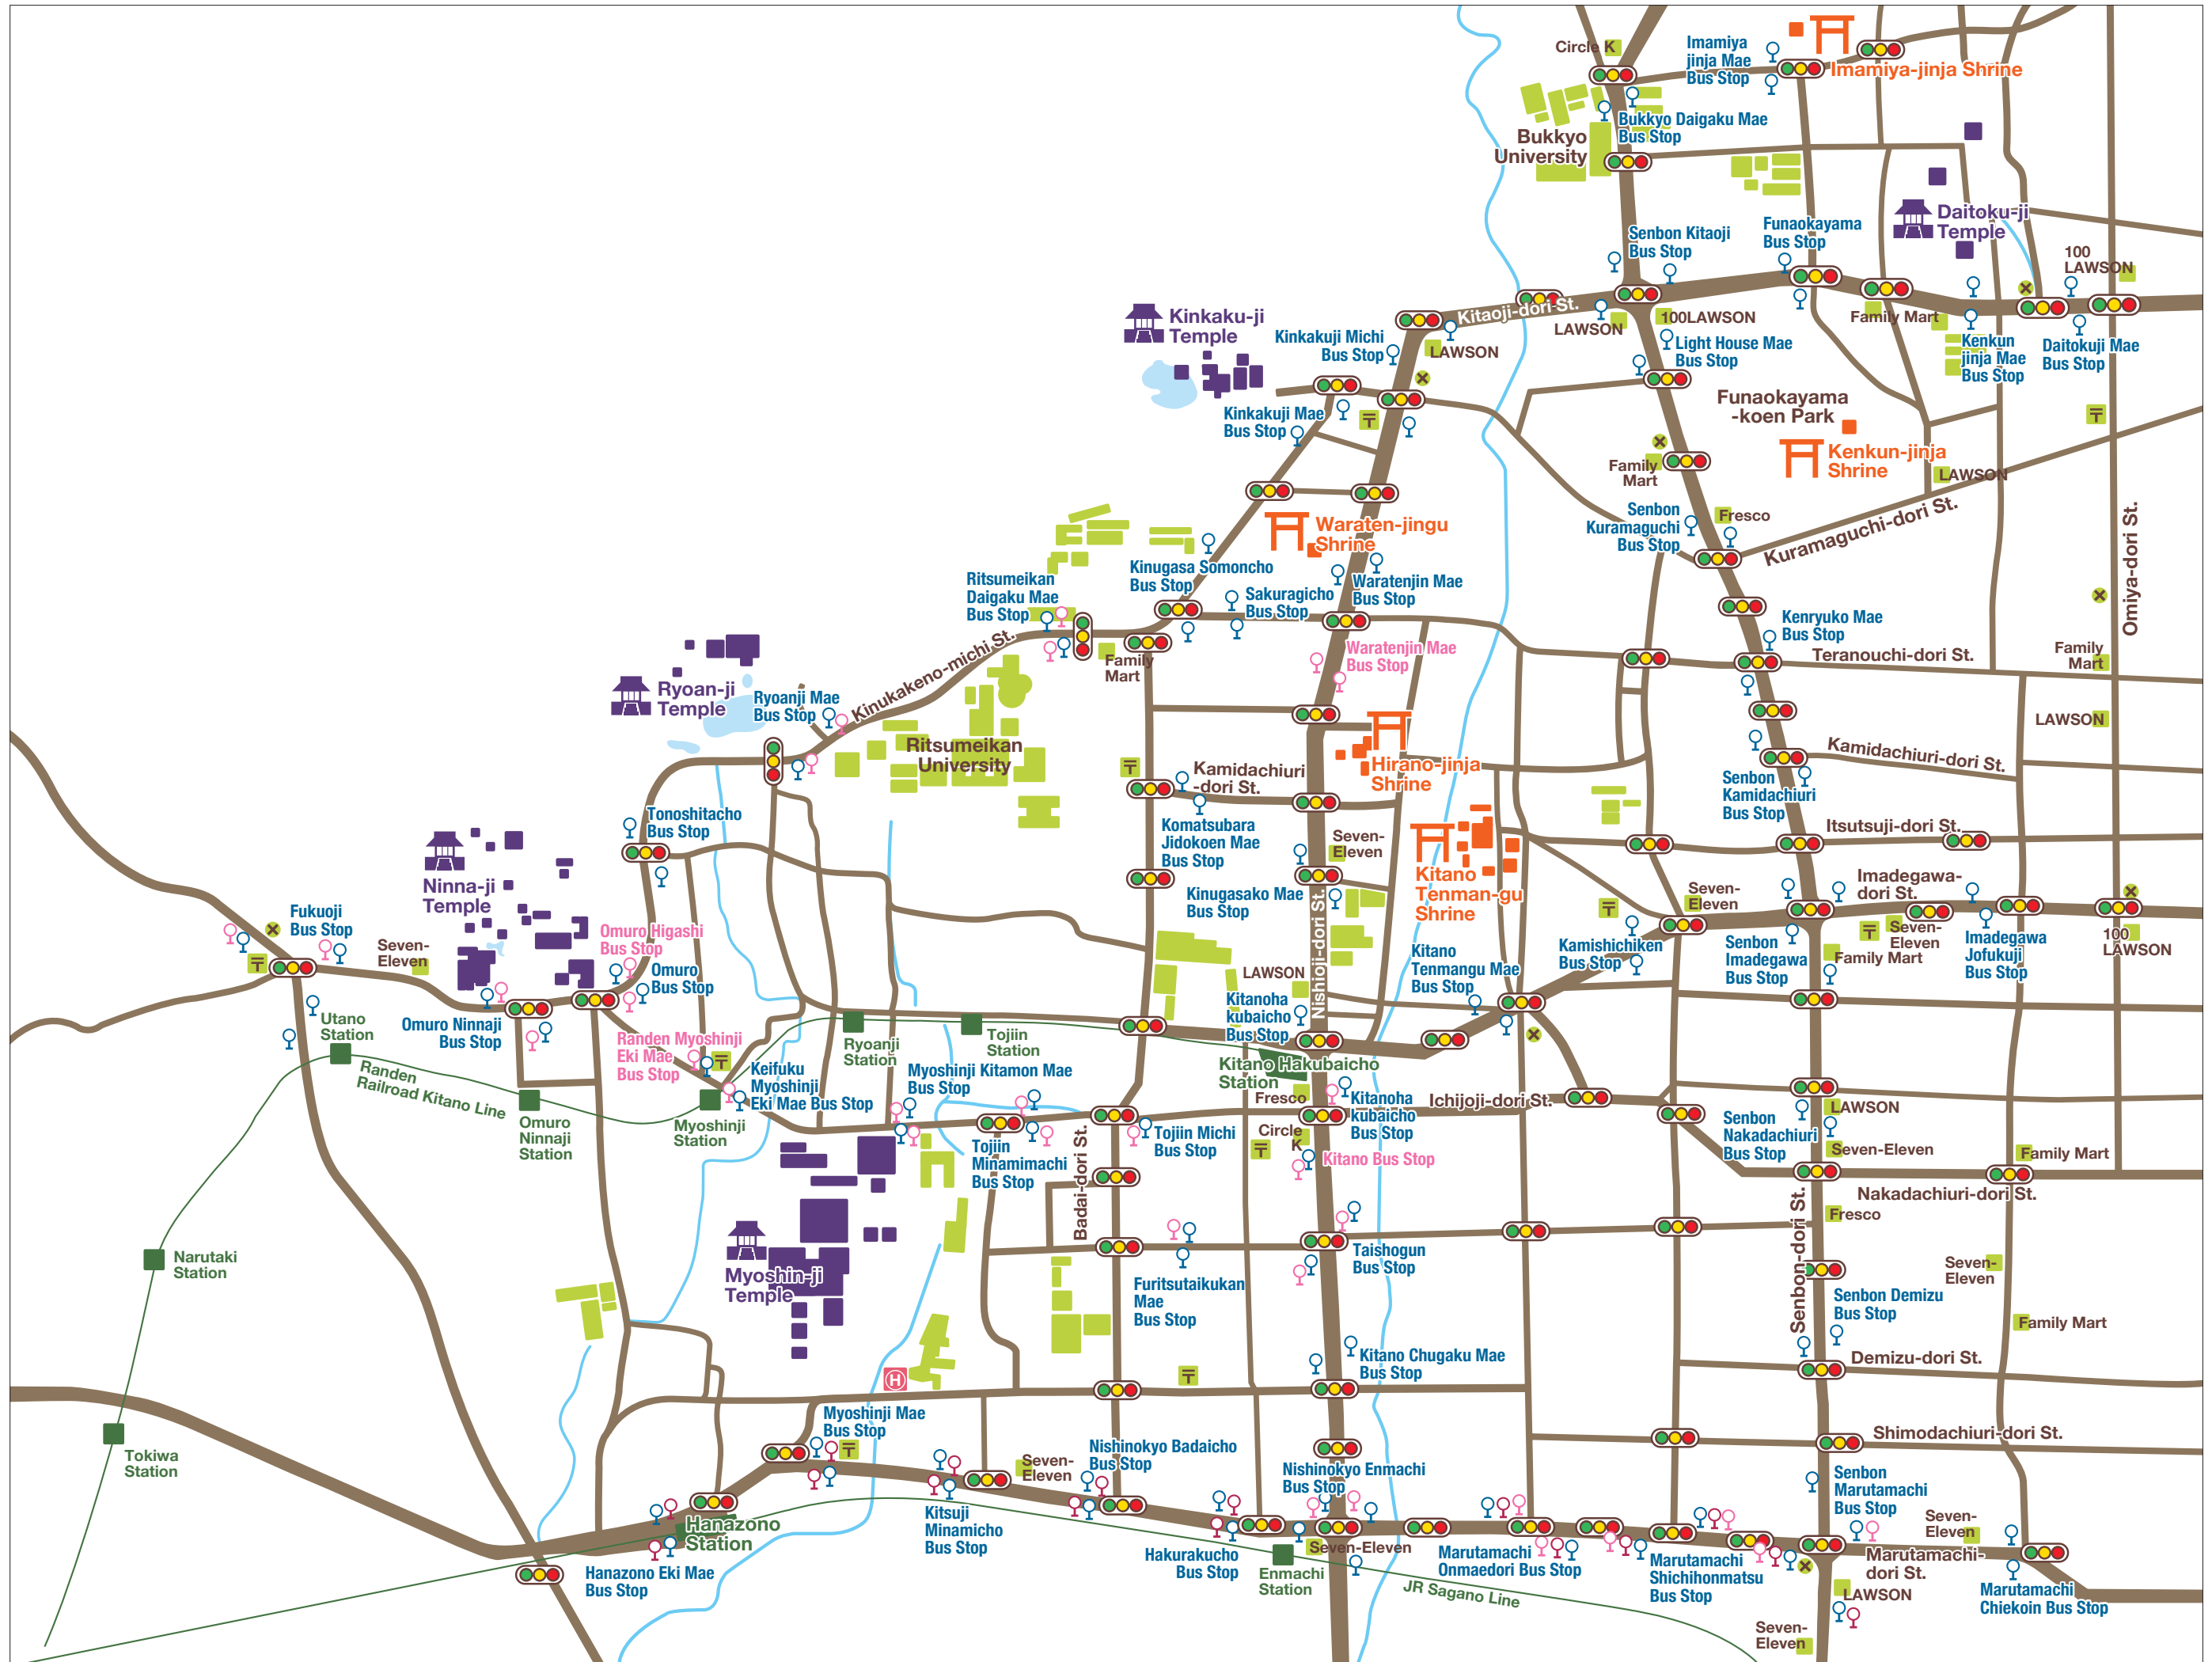 Circle K
Imamiya
jinja Mae
Bus Stop
Imamiya-jinja Shrine
Bukkyo Daigaku Mae
Bus Stop
Bukkyo
University
Daitoku-ji
Temple
Senbon Kitaoji
Bus Stop
Funaokayama
Bus Stop
100
LAWSON
Kinkaku-ji
Temple
Kitaoji-dori St.
LAWSON
100LAWSON
Family Mart
Kinkakuji Michi
Bus Stop
LAWSON
Light House Mae
Bus Stop
Kenkun
jinja Mae
Bus Stop
Daitokuji Mae
Bus Stop
Kinkakuji Mae
Bus Stop
Funaokayama
-koen Park
Kenkun-jinja
Shrine
Family
Mart
LAWSON
Waraten-jingu
Shrine
Senbon
Kuramaguchi
Bus Stop
Fresco
Kuramaguchi-dori St.
Omiya-dori St.
Ritsumeikan
Daigaku Mae
Bus Stop
Kinugasa Somoncho
Bus Stop
Sakuragicho
Bus Stop
Waratenjin Mae
Bus Stop
Kenryuko Mae
Bus Stop
Waratenjin Mae
Bus Stop
Teranouchi-dori St.
Family
Mart
Family
Mart
Kinukakeno-michi St.
Ryoan-ji
Temple
Ryoanji Mae
Bus Stop
LAWSON
Ritsumeikan
University
Hirano-jinja
Shrine
Kamidachiuri
-dori St.
Kamidachiuri-dori St.
Senbon
Kamidachiuri
Bus Stop
Tonoshitacho
Bus Stop
Komatsubara
Jidokoen Mae
Bus Stop
Seven-
Eleven
Itsutsuji-dori St.
Ninna-ji
Temple
Kitano
Tenman-gu
Shrine
Kinugasako Mae
Bus Stop
Seven-
Eleven
Imadegawa-
dori St.
Fukuoji
Bus Stop
Seven-
Eleven
Omuro Higashi
Bus Stop
Omuro
Bus Stop
Nishioji-dori St.
Kitano
Tenmangu Mae
Bus Stop
Kamishichiken
Bus Stop
Senbon
Imadegawa
Bus Stop
Family Mart
Seven-
Eleven
Imadegawa
Jofukuji
Bus Stop
100
LAWSON
LAWSON
Kitanoha
kubaicho
Bus Stop
Utano
Station
Omuro Ninnaji
Bus Stop
Randen Myoshinji
Eki Mae
Bus Stop
Ryoanji
Station
Tojiin
Station
Randen
Railroad Kitano Line
Keifuku
Myoshinji
Eki Mae Bus Stop
Myoshinji Kitamon Mae
Bus Stop
Kitano Hakubaicho
Station
Fresco
Kitanoha
kubaicho
Bus Stop
Ichijoji-dori St.
LAWSON
Omuro
Ninnaji
Station
Myoshinji
Station
Tojiin
Minamimachi
Bus Stop
Badai-dori St.
Tojiin Michi
Bus Stop
Circle
K
Kitano Bus Stop
Senbon
Nakadachiuri
Bus Stop
Seven-Eleven
Family Mart
Nakadachiuri-dori St.
Fresco
Senbon-dori St.
Narutaki
Station
Myoshin-ji
Temple
Furitsutaikukan
Mae
Bus Stop
Taishogun
Bus Stop
Seven-
Eleven
Senbon Demizu
Bus Stop
Family Mart
Kitano Chugaku Mae
Bus Stop
Demizu-dori St.
H
Myoshinji Mae
Bus Stop
Shimodachiuri-dori St.
Tokiwa
Station
Seven-
Eleven
Nishinokyo Badaicho
Bus Stop
Nishinokyo Enmachi
Bus Stop
Senbon
Marutamachi
Bus Stop
Kitsuji
Minamicho
Bus Stop
Hanazono
Station
Hanazono Eki Mae
Bus Stop
Hakurakucho
Bus Stop
Enmachi
Station
Seven-Eleven
Marutamachi
Onmaedori Bus Stop
JR Sagano Line
Marutamachi
Shichihonmatsu
Bus Stop
Seven-
Eleven
Marutamachi-
dori St.
LAWSON
Marutamachi
Chiekoin Bus Stop
Seven-
Eleven